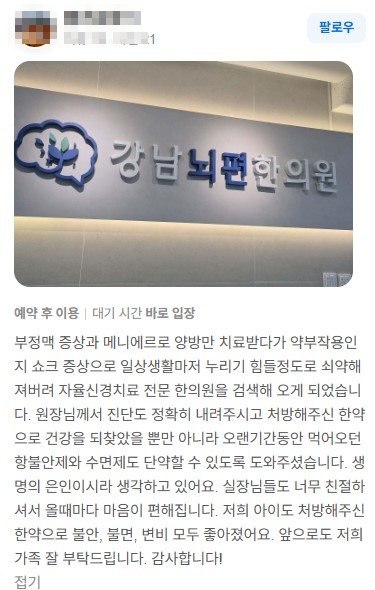 팔로우
강남뇌편한의원
예약 후 이용 | 대기 시간 바로 입장
부정맥 증상과 메니에르로 양방만 치료받다가 약부작용인
지 쇼크 증상으로 일상생활마저 누리기 힘들정도로 쇠약해
져버려 자율신경치료 전문 한의원을 검색해 오게 되었습니
다. 원장님께서 진단도 정확히 내려주시고 처방해주신 한약
으로 건강을 되찾았을 뿐만 아니라 오랜기간동안 먹어오던
항불안제와 수면제도 단약할 수 있도록 도와주셨습니다. 생
명의 은인이시라 생각하고 있어요. 실장님들도 너무 친절하
셔서 올때마다 마음이 편해집니다. 저희 아이도 처방해주신
한약으로 불안, 불면, 변비 모두 좋아졌어요. 앞으로도 저희
가족 잘 부탁드립니다. 감사합니다!
접기